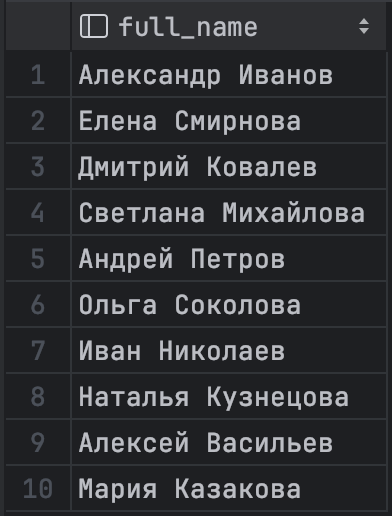 full_name
1 Александр Иванов
2 Елена Смирнова
3 Дмитрий Ковалев
4 Светлана Михайлова
5 Андрей Петров
6 Ольга Соколова
7 Иван Николаев
8 Наталья Кузнецова
9 Алексей Васильев
10 Мария Казакова